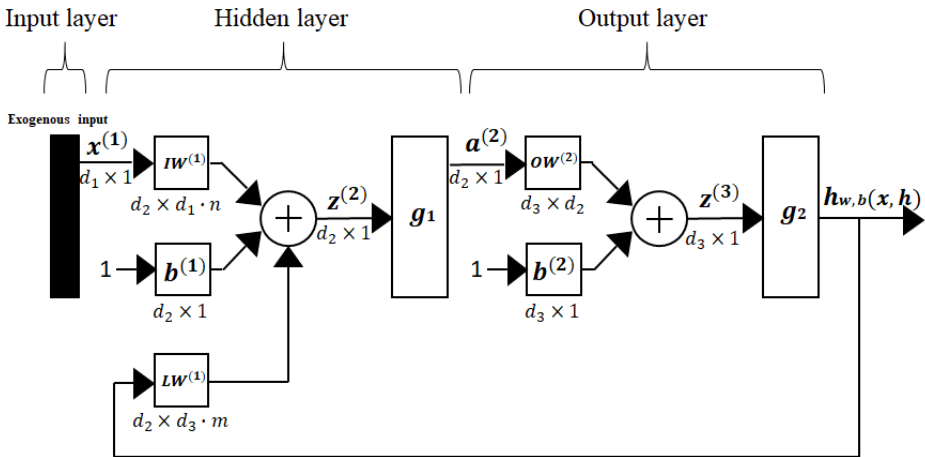 Input layer
Hidden layer
Output layer
Exogenous input
x^(1)
d₁ × 1
IW^(1)
d₂ × d₁ · n
1
b^(1)
d₂ × 1
LW^(1)
d₂ × d₃ · m
+
z^(2)
d₂ × 1
g₁
a^(2)
d₂ × 1
OW^(2)
d₃ × d₂
1
b^(2)
d₃ × 1
+
z^(3)
d₃ × 1
g₂
h_{w,b}(x, h)